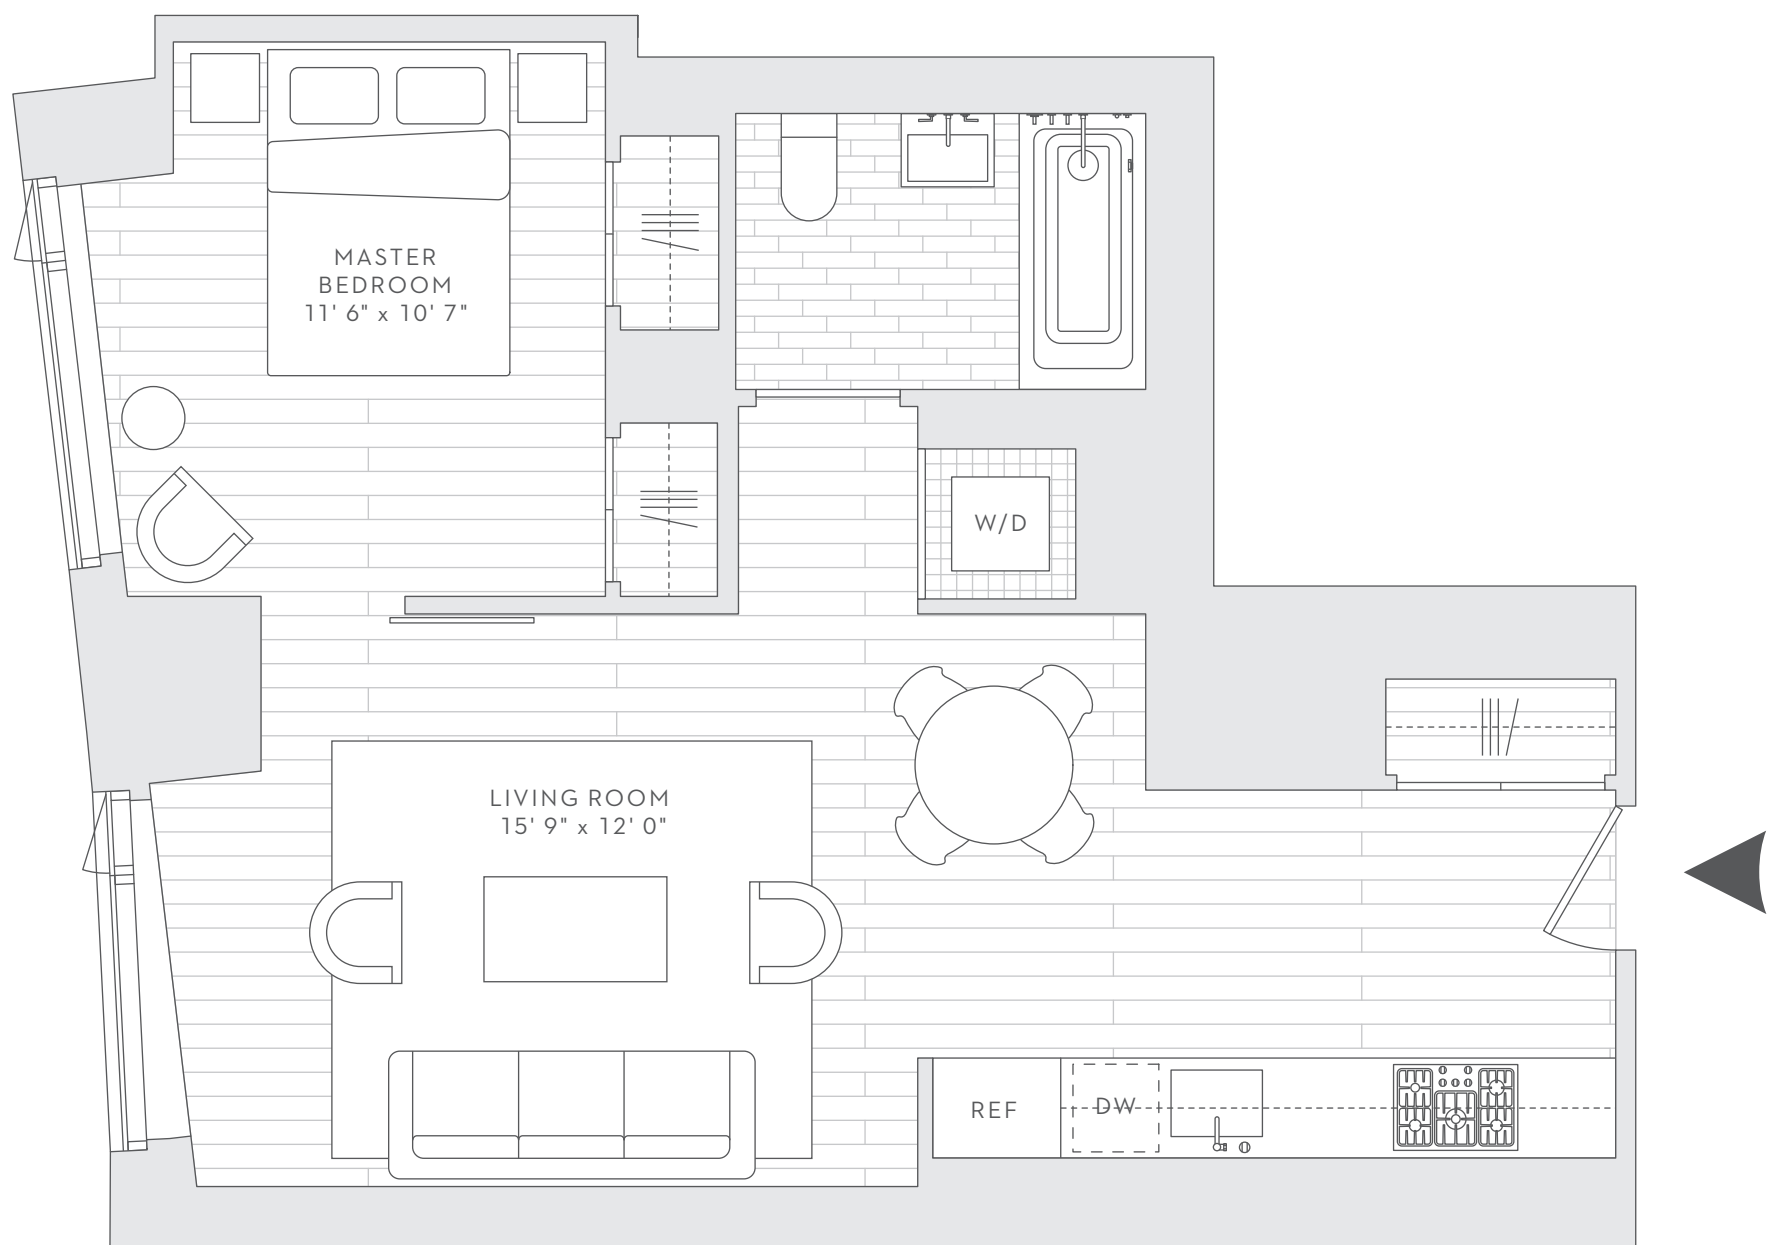 MASTER
BEDROOM
11' 6" x 10' 7"
W/D
LIVING ROOM
15' 9" x 12' 0"
REF
DW